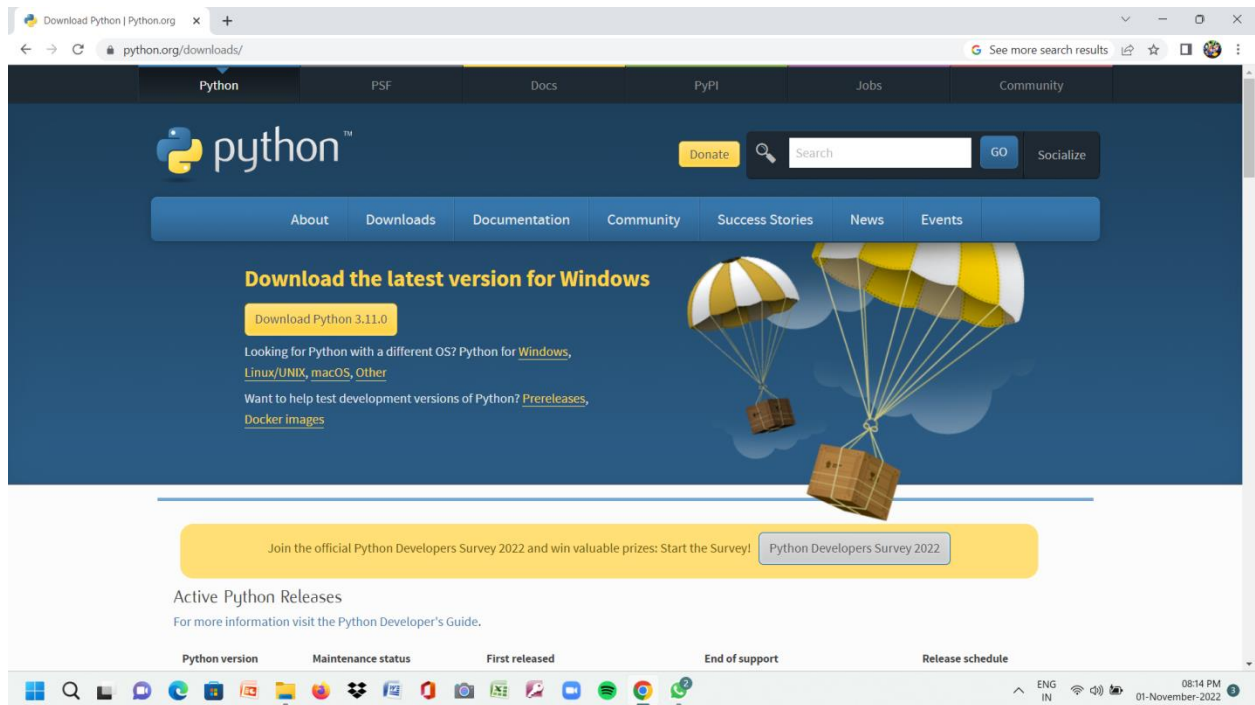 Download Python | Python.org
python.org/downloads/
G See more search results
Python PSF Docs PyPI Jobs Community
python™
Donate Search GO Socialize
About Downloads Documentation Community Success Stories News Events
Download the latest version for Windows
Download Python 3.11.0
Looking for Python with a different OS? Python for Windows,
Linux/UNIX, macOS, Other
Want to help test development versions of Python? Prereleases,
Docker images
Join the official Python Developers Survey 2022 and win valuable prizes: Start the Survey! Python Developers Survey 2022
Active Python Releases
For more information visit the Python Developer's Guide.
Python version Maintenance status First released End of support Release schedule
2
ENG
IN
08:14 PM
01-November-2022
3